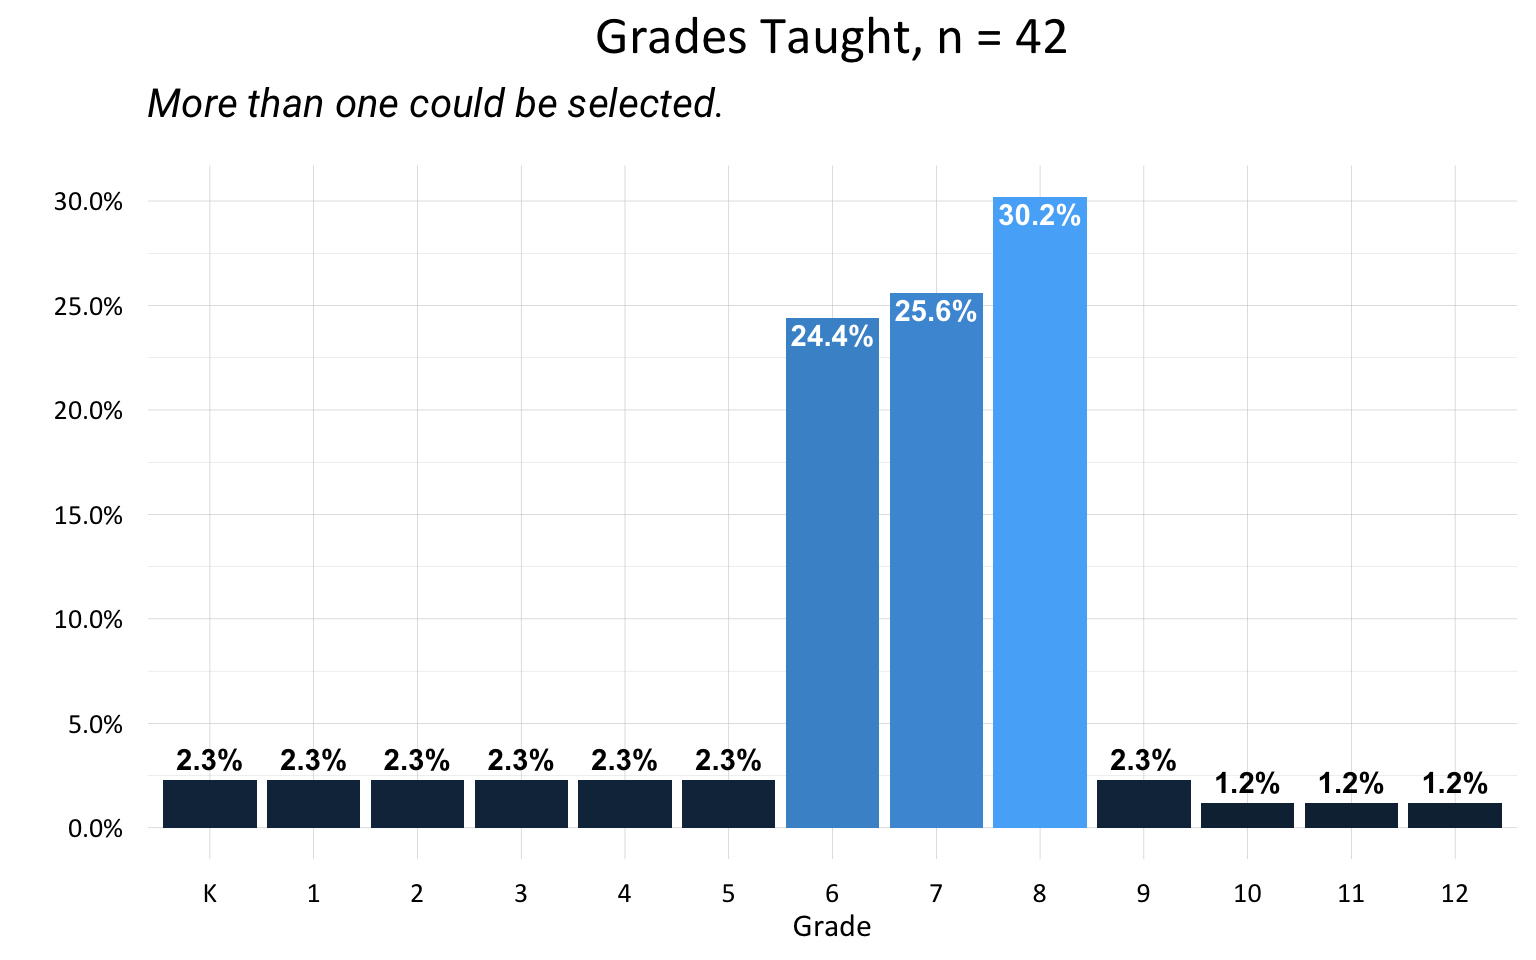 Grades Taught, n = 42
More than one could be selected.
30.0%
25.0%
20.0%
15.0%
10.0%
5.0%
0.0%
2.3% 2.3% 2.3% 2.3% 2.3% 2.3% 24.4% 25.6% 30.2% 2.3% 1.2% 1.2% 1.2%
K 1 2 3 4 5 6 7 8 9 10 11 12
Grade